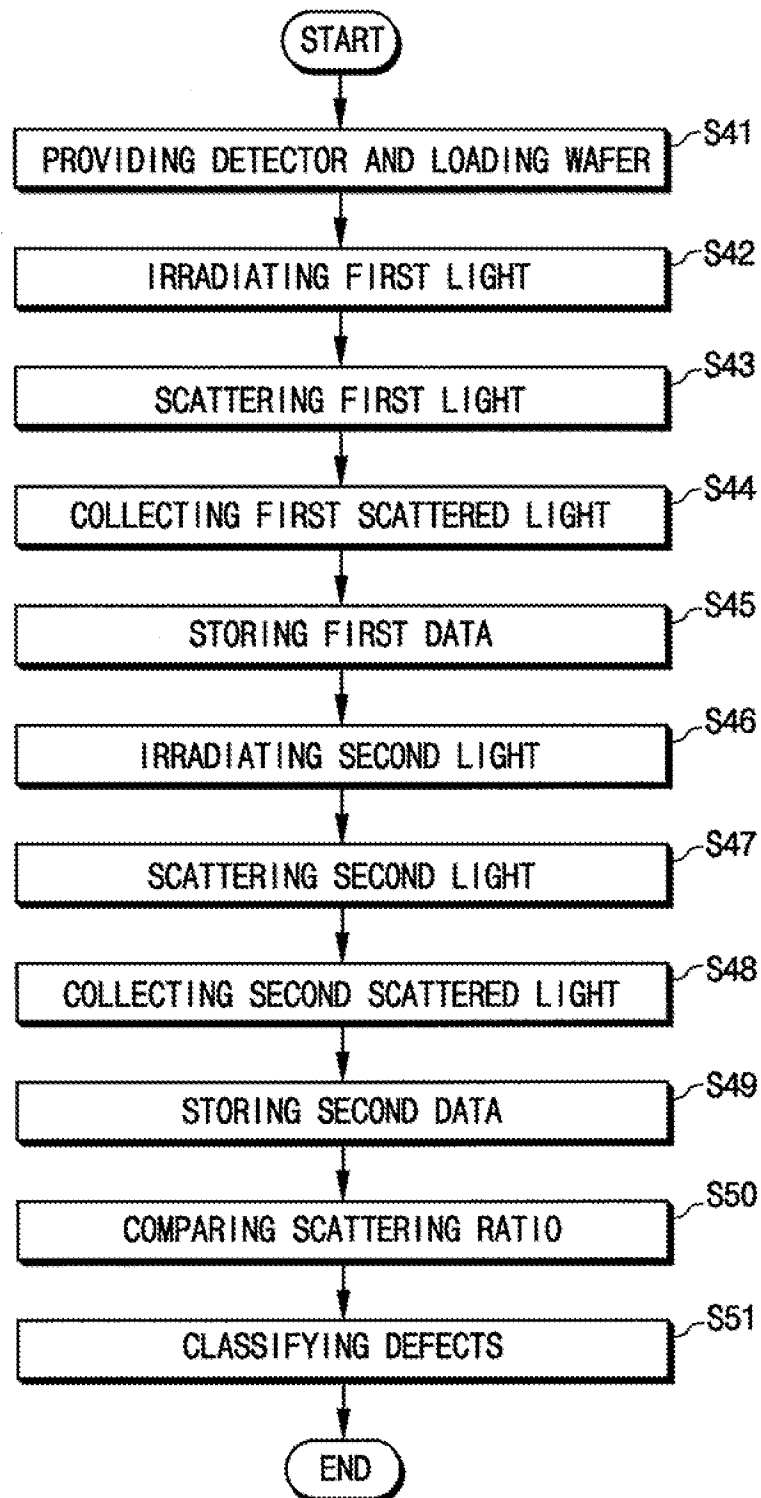 START
PROVIDING DETECTOR AND LOADING WAFER
S41
IRRADIATING FIRST LIGHT
S42
SCATTERING FIRST LIGHT
S43
COLLECTING FIRST SCATTERED LIGHT
S44
STORING FIRST DATA
S45
IRRADIATING SECOND LIGHT
S46
SCATTERING SECOND LIGHT
S47
COLLECTING SECOND SCATTERED LIGHT
S48
STORING SECOND DATA
S49
COMPARING SCATTERING RATIO
S50
CLASSIFYING DEFECTS
S51
END